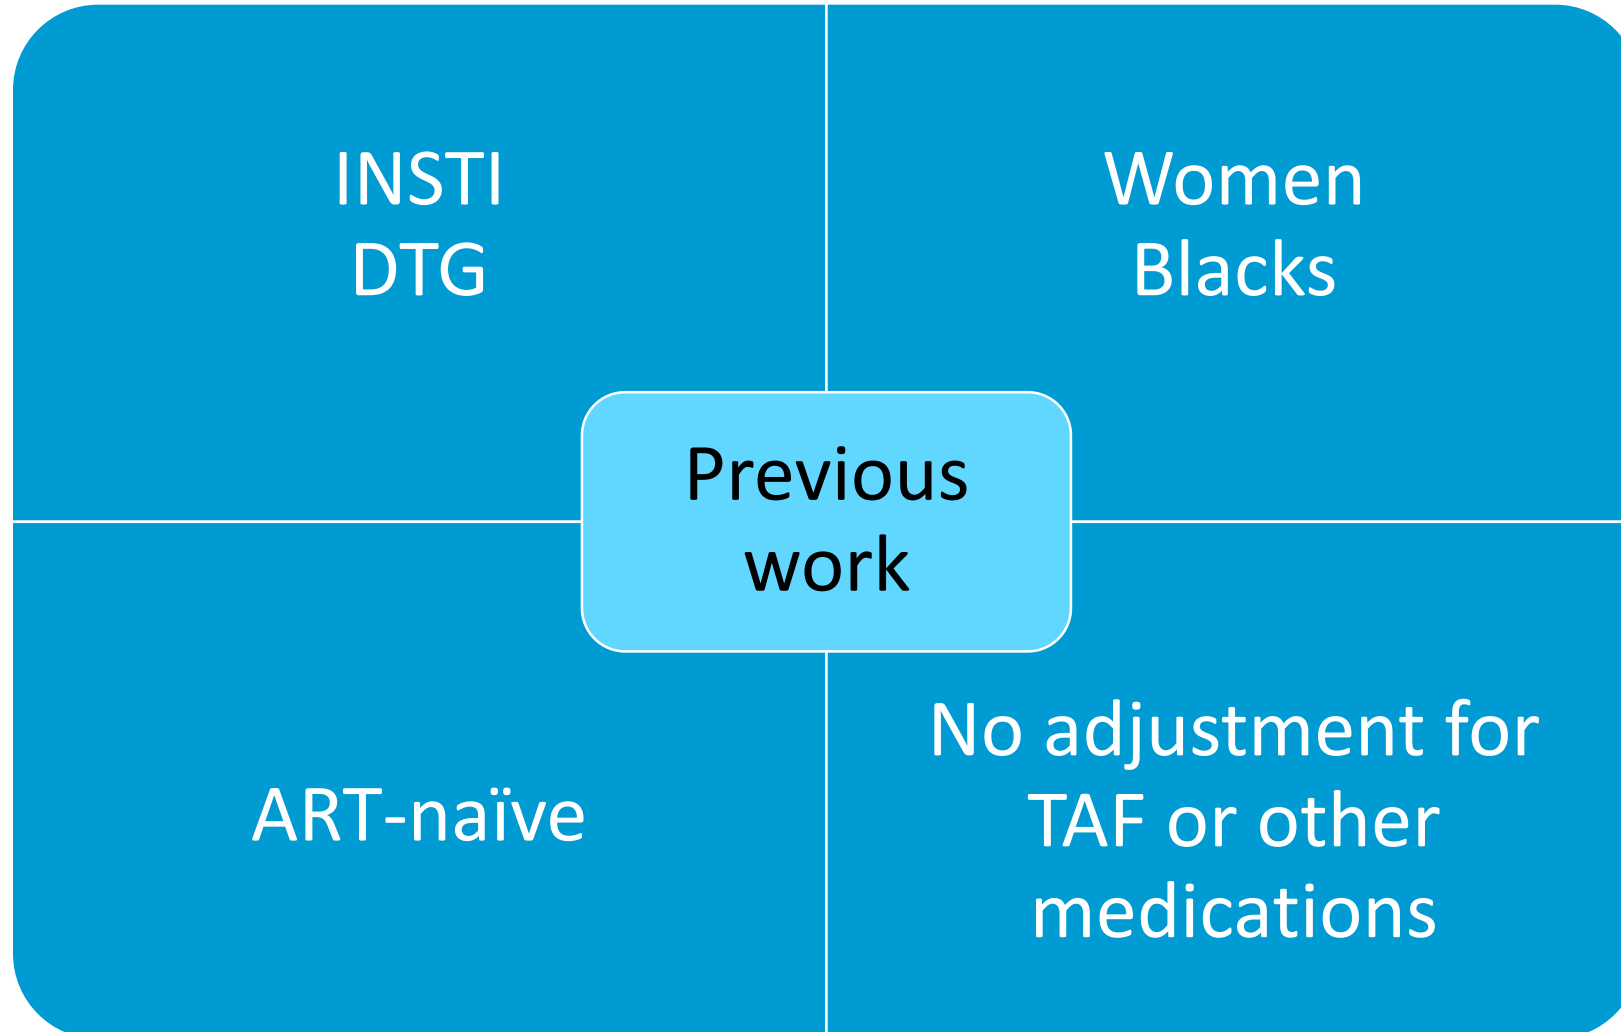 INSTI
DTG
Women
Blacks
Previous
work
ART-naïve
No adjustment for
TAF or other
medications